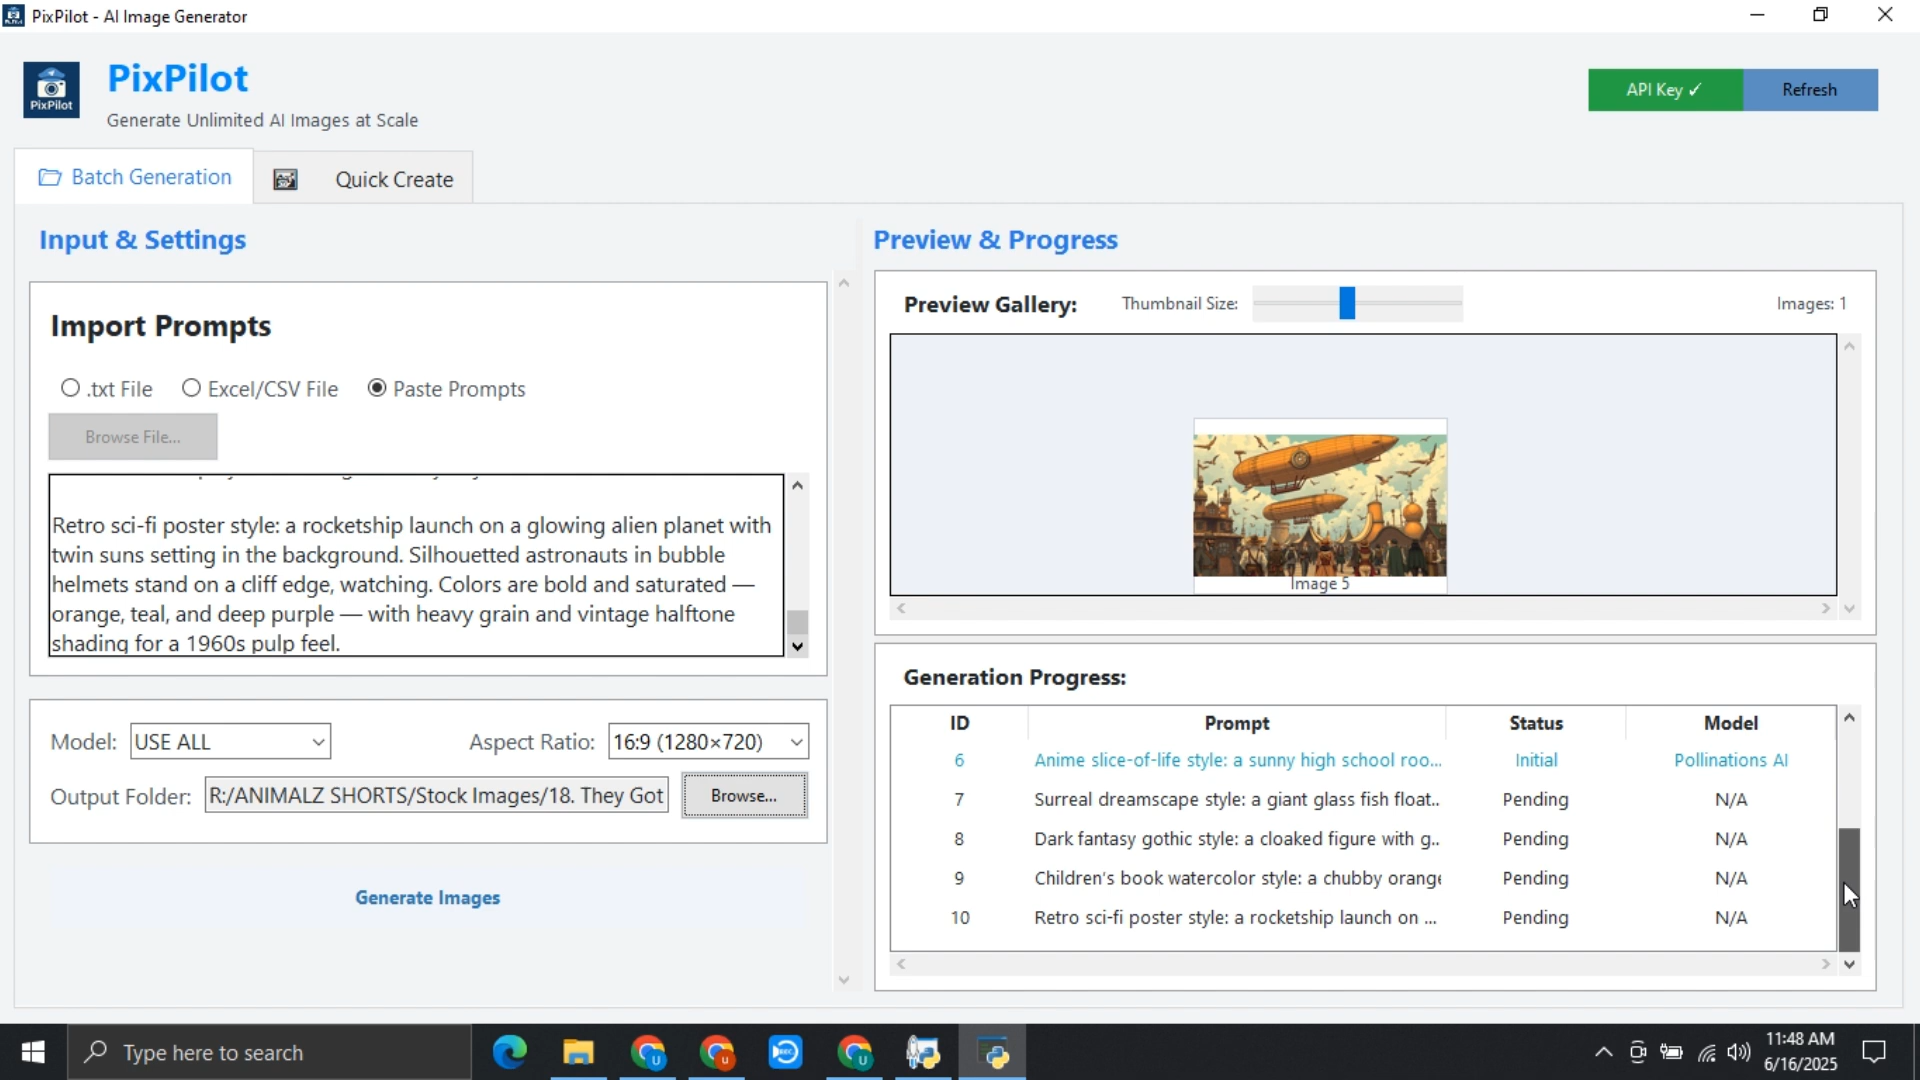 PixPilot - AI Image Generator
PixPilot
PixPilot
Generate Unlimited AI Images at Scale
API Key ✓
Refresh
Batch Generation
Quick Create
Input & Settings
Import Prompts
.txt File
Excel/CSV File
Paste Prompts
Browse File...
Retro sci-fi poster style: a rocketship launch on a glowing alien planet with
twin suns setting in the background. Silhouetted astronauts in bubble
helmets stand on a cliff edge, watching. Colors are bold and saturated —
orange, teal, and deep purple — with heavy grain and vintage halftone
shading for a 1960s pulp feel.
Model: USE ALL
Aspect Ratio: 16:9 (1280×720)
Output Folder: R:/ANIMALZ SHORTS/Stock Images/18. They Got
Browse...
Generate Images
Preview & Progress
Preview Gallery:
Thumbnail Size:
Images: 1
Image 5
Generation Progress:
ID Prompt Status Model
6 Anime slice-of-life style: a sunny high school roo... Initial Pollinations AI
7 Surreal dreamscape style: a giant glass fish float.. Pending N/A
8 Dark fantasy gothic style: a cloaked figure with g.. Pending N/A
9 Children's book watercolor style: a chubby orange Pending N/A
10 Retro sci-fi poster style: a rocketship launch on ... Pending N/A
Type here to search
11:48 AM
6/16/2025